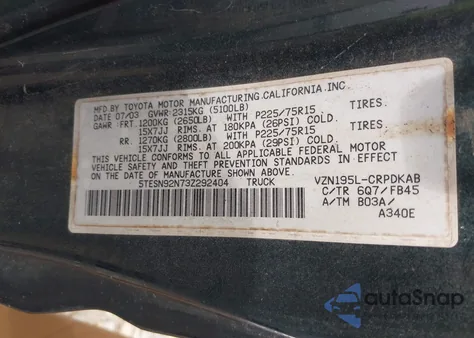 MFD. BY TOYOTA MOTOR MANUFACTURING.CALIFORNIA.INC.
DATE 07/03 GVWR:2315KG (5100LB)
GAWR FRT.1200KG (2650LB) WITH P225/75R15 TIRES.
15X7JJ RIMS. AT 180KPA (26PSI) COLD.
RR. 1270KG (2800LB) WITH P225/75R15 TIRES.
15X7JJ RIMS. AT 200KPA (29PSI) COLD.
THIS VEHICLE CONFORMS TO ALL APPLICABLE FEDERAL MOTOR
VEHICLE SAFETY AND THEFT PREVENTION STANDARDS IN EFFECT
ON THE DATE OF MANUFACTURE SHOWN ABOVE.
5TESN92N73Z292404 TRUCK VZN195L-CRPDKAB
C/TR 6Q7/FB45
A/TM B03A/
A340E
autoSnap